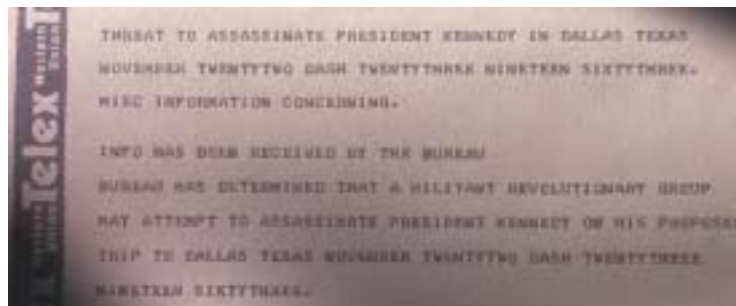 Telex
Western Union
THREAT TO ASSASSINATE PRESIDENT KENNEDY IN DALLAS TEXAS
NOVEMBER TWENTYTWO DASH TWENTYTHREE NINETEEN SIXTYTHREE.
MISC INFORMATION CONCERNING.
INFO HAS BEEN RECEIVED BY THE BUREAU
BUREAU HAS DETERMINED THAT A MILITANT REVOLUTIONARY GROUP
MAY ATTEMPT TO ASSASSINATE PRESIDENT KENNEDY ON HIS PROPOSED
TRIP TO DALLAS TEXAS NOVEMBER TWENTYTWO DASH TWENTYTHREE
NINETEEN SIXTYTHREE.